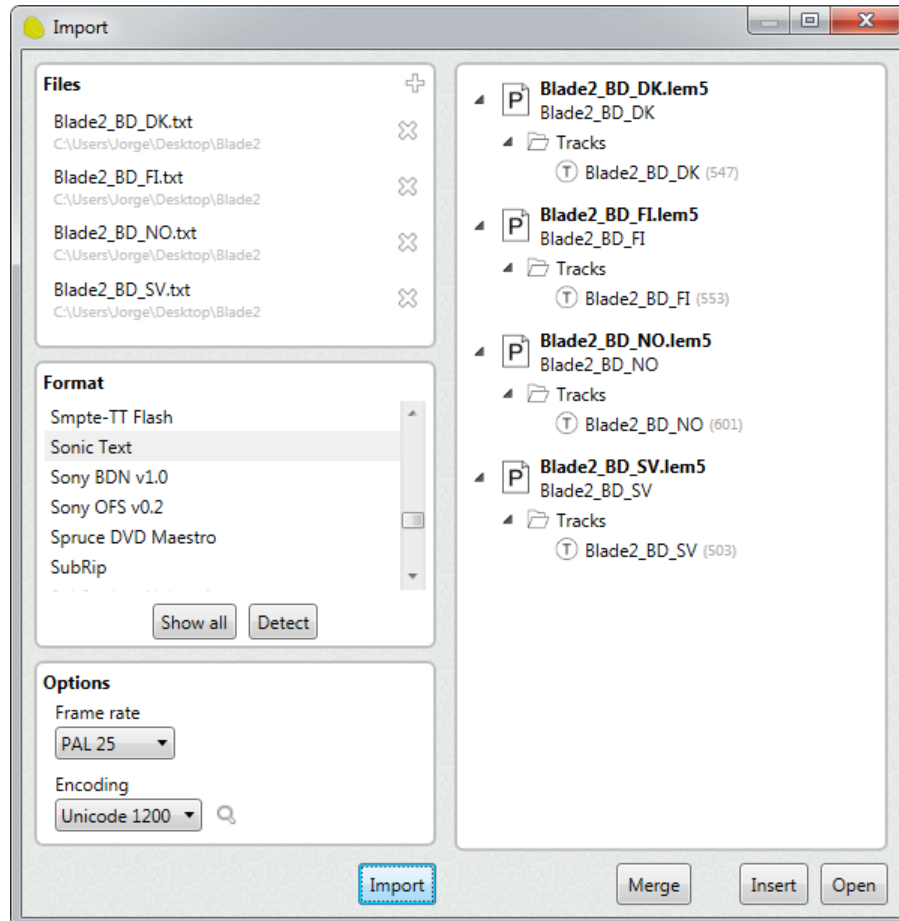 Import
Files
Blade2_BD_DK.txt
C:\Users\Jorge\Desktop\Blade2
Blade2_BD_FI.txt
C:\Users\Jorge\Desktop\Blade2
Blade2_BD_NO.txt
C:\Users\Jorge\Desktop\Blade2
Blade2_BD_SV.txt
C:\Users\Jorge\Desktop\Blade2
Format
Smpte-TT Flash
Sonic Text
Sony BDN v1.0
Sony OFS v0.2
Spruce DVD Maestro
SubRip
Show all Detect
Options
Frame rate
PAL 25
Encoding
Unicode 1200
Import
P Blade2_BD_DK.lem5
Blade2_BD_DK
Tracks
T Blade2_BD_DK (547)
P Blade2_BD_FI.lem5
Blade2_BD_FI
Tracks
T Blade2_BD_FI (553)
P Blade2_BD_NO.lem5
Blade2_BD_NO
Tracks
T Blade2_BD_NO (601)
P Blade2_BD_SV.lem5
Blade2_BD_SV
Tracks
T Blade2_BD_SV (503)
Merge Insert Open